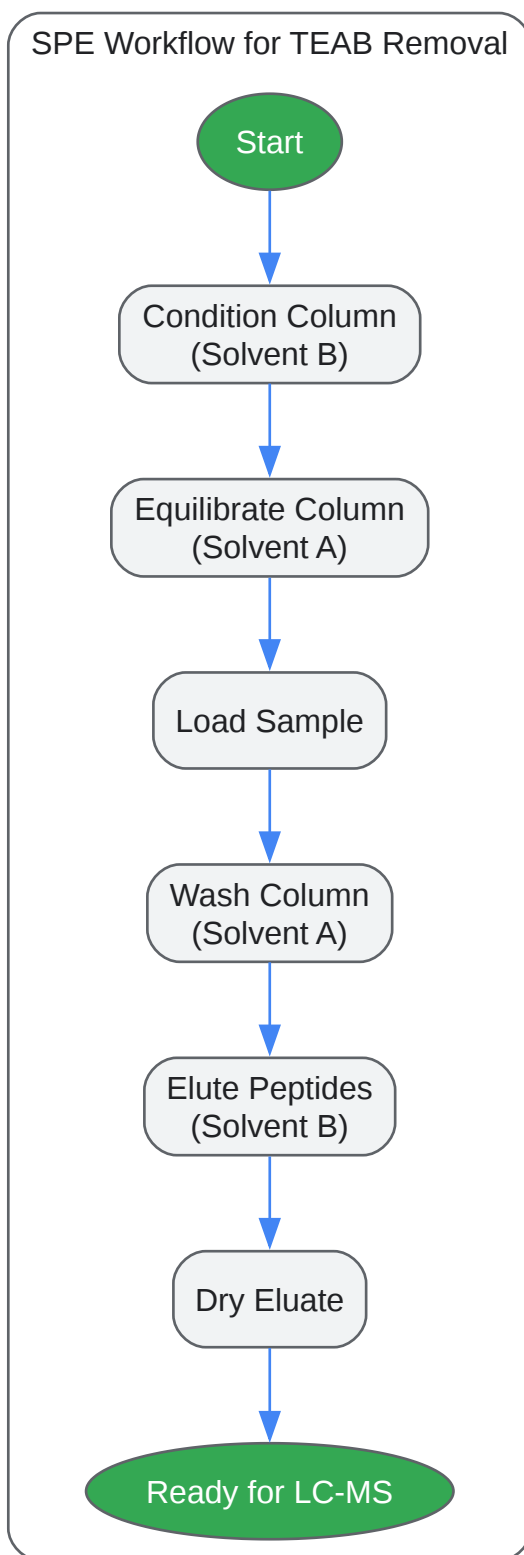 SPE Workflow for TEAB Removal
Start
Condition Column
(Solvent B)
Equilibrate Column
(Solvent A)
Load Sample
Wash Column
(Solvent A)
Elute Peptides
(Solvent B)
Dry Eluate
Ready for LC-MS